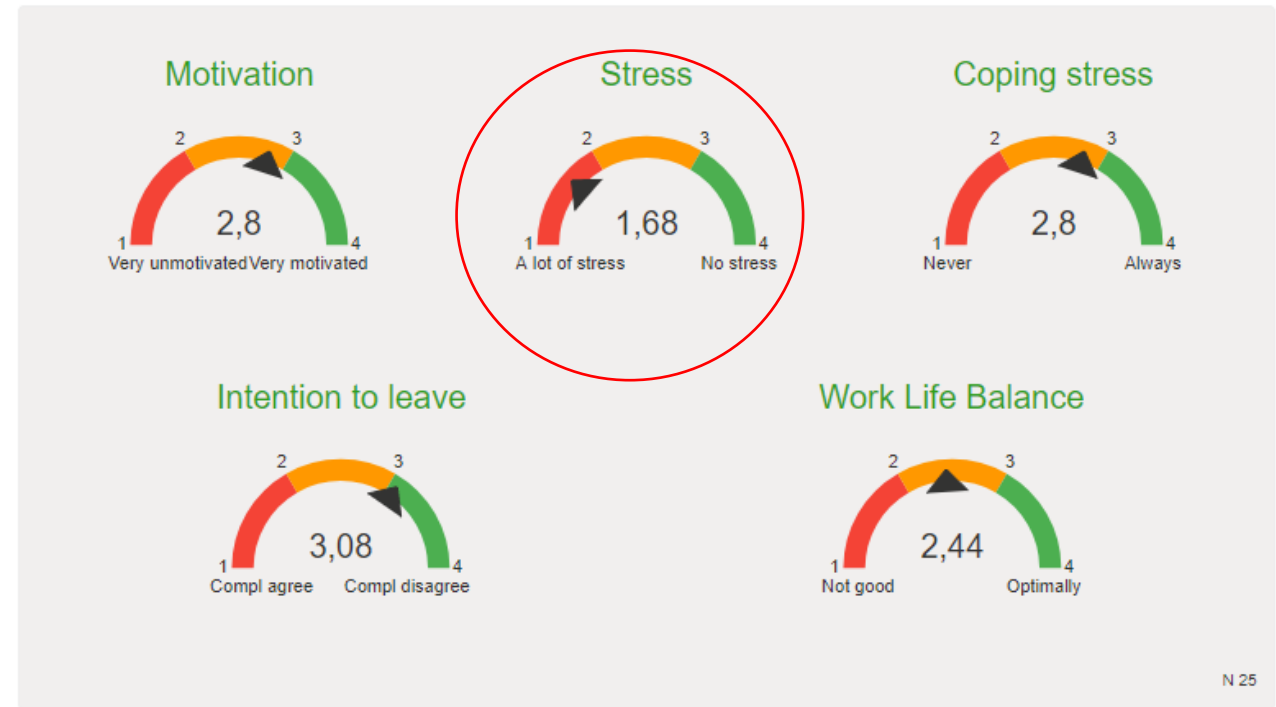 Motivation
2
3
2,8
1
4
Very unmotivated Very motivated
Stress
2
3
1,68
1
4
A lot of stress
No stress
Coping stress
2
3
2,8
1
4
Never
Always
Intention to leave
2
3
3,08
1
4
Compl agree
Compl disagree
Work Life Balance
2
3
2,44
1
4
Not good
Optimally
N 25